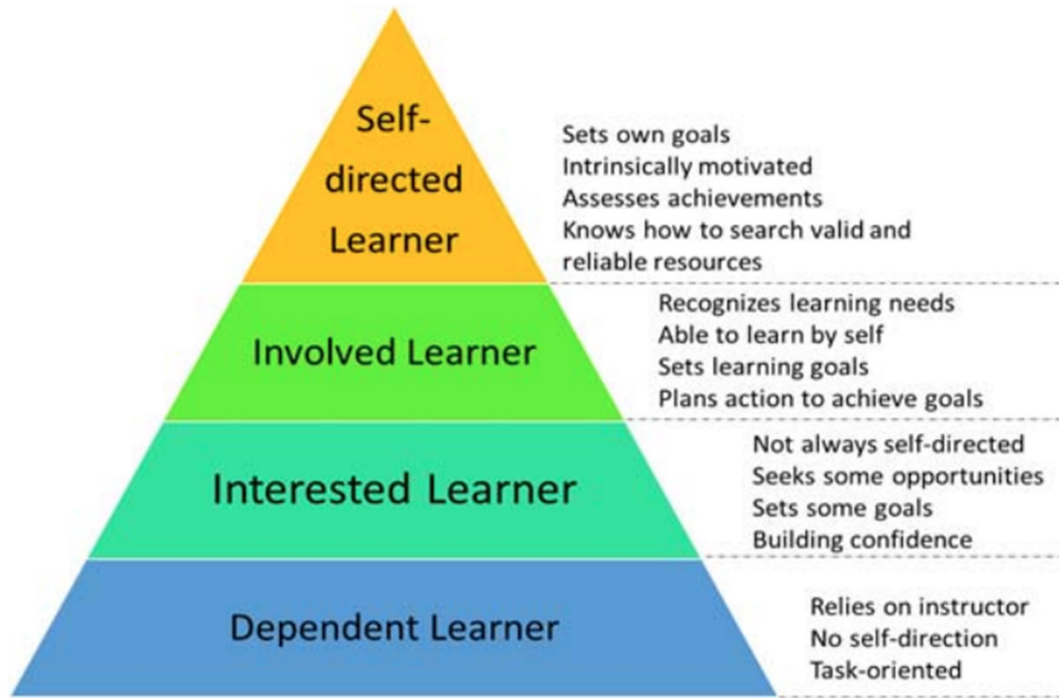 Self-
directed
Learner
Sets own goals
Intrinsically motivated
Assesses achievements
Knows how to search valid and
reliable resources
Involved Learner
Recognizes learning needs
Able to learn by self
Sets learning goals
Plans action to achieve goals
Interested Learner
Not always self-directed
Seeks some opportunities
Sets some goals
Building confidence
Dependent Learner
Relies on instructor
No self-direction
Task-oriented